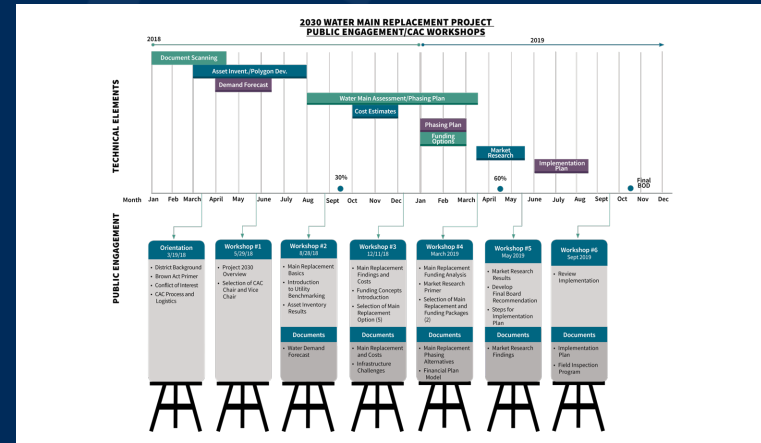 2030 WATER MAIN REPLACEMENT PROJECT
PUBLIC ENGAGEMENT/CAC WORKSHOPS
2018
2019
TECHNICAL ELEMENTS
Document Scanning
Asset Invent./Polygon Dev.
Demand Forecast
Water Main Assessment/Phasing Plan
Cost Estimates
Phasing Plan
Funding
Options
Market
Research
Implementation
Plan
30%
60%
Final
BOD
Month Jan Feb March April May June July Aug Sept Oct Nov Dec Jan Feb March April May June July Aug Sept Oct Nov Dec
PUBLIC ENGAGEMENT
Orientation
3/19/18
• District Background
• Brown Act Primer
• Conflict of Interest
• CAC Process and
Logistics
Workshop #1
5/29/18
• Project 2030
Overview
• Selection of CAC
Chair and Vice
Chair
Workshop #2
8/28/18
• Main Replacement
Basics
• Introduction
to Utility
Benchmarking
• Asset Inventory
Results
Documents
• Water Demand
Forecast
Workshop #3
12/11/18
• Main Replacement
Findings and
Costs
• Funding Concepts
Introduction
• Selection of Main
Replacement
Option (5)
Documents
• Main Replacement
and Costs
• Infrastructure
Challenges
Workshop #4
March 2019
• Main Replacement
Funding Analysis
• Market Research
Primer
• Selection of Main
Replacement and
Funding Packages
(2)
Documents
• Main Replacement
Phasing
Alternatives
• Financial Plan
Model
Workshop #5
May 2019
• Market Research
Results
• Develop
Final Board
Recommendation
• Steps for
Implementation
Plan
Documents
• Market Research
Findings
Workshop #6
Sept 2019
• Review
Implementation
Documents
• Implementation
Plan
• Field Inspection
Program